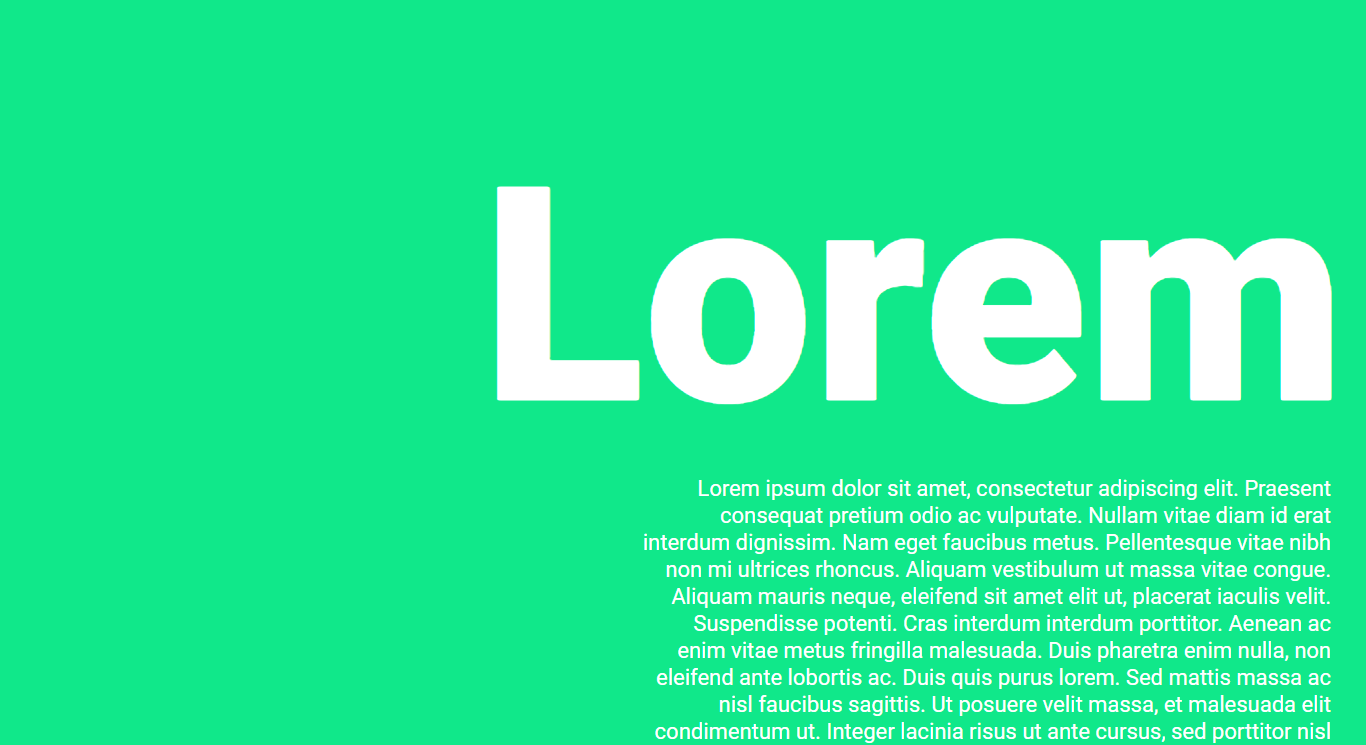 Lorem
Lorem ipsum dolor sit amet, consectetur adipiscing elit. Praesent
consequat pretium odio ac vulputate. Nullam vitae diam id erat
interdum dignissim. Nam eget faucibus metus. Pellentesque vitae nibh
non mi ultrices rhoncus. Aliquam vestibulum ut massa vitae congue.
Aliquam mauris neque, eleifend sit amet elit ut, placerat iaculis velit.
Suspendisse potenti. Cras interdum interdum porttitor. Aenean ac
enim vitae metus fringilla malesuada. Duis pharetra enim nulla, non
eleifend ante lobortis ac. Duis quis purus lorem. Sed mattis massa ac
nisl faucibus sagittis. Ut posuere velit massa, et malesuada elit
condimentum ut. Integer lacinia risus ut ante cursus, sed porttitor nisl